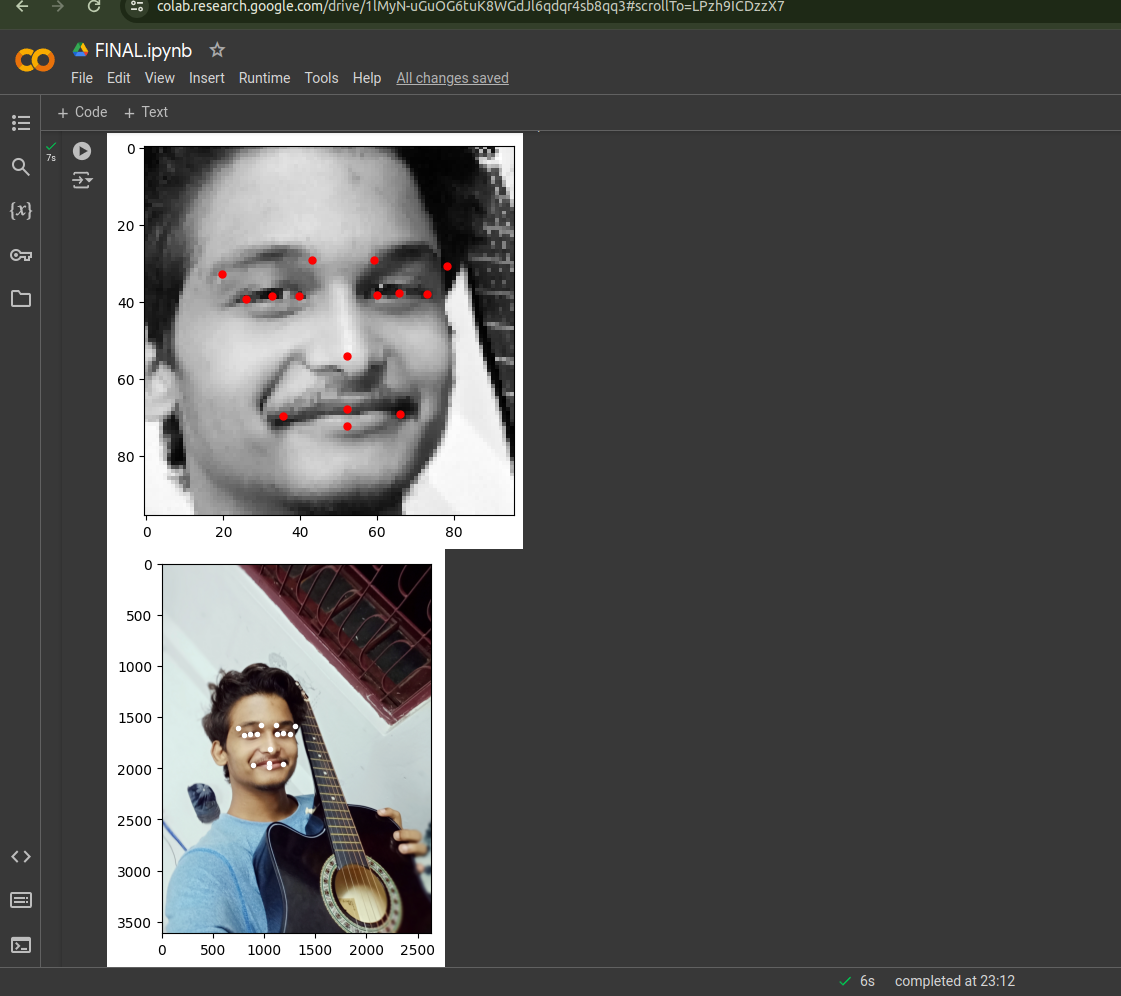 colab.research.google.com/drive/1lMyN-uGuOG6tuK8WGdJl6qdqr4sb8qq3#scrollTo=LPzh9ICDzzX7
FINAL.ipynb
File Edit View Insert Runtime Tools Help All changes saved
+ Code + Text
7s
{x}
0
20
40
60
80
0 20 40 60 80
0
500
1000
1500
2000
2500
3000
3500
0 500 1000 1500 2000 2500
6s completed at 23:12